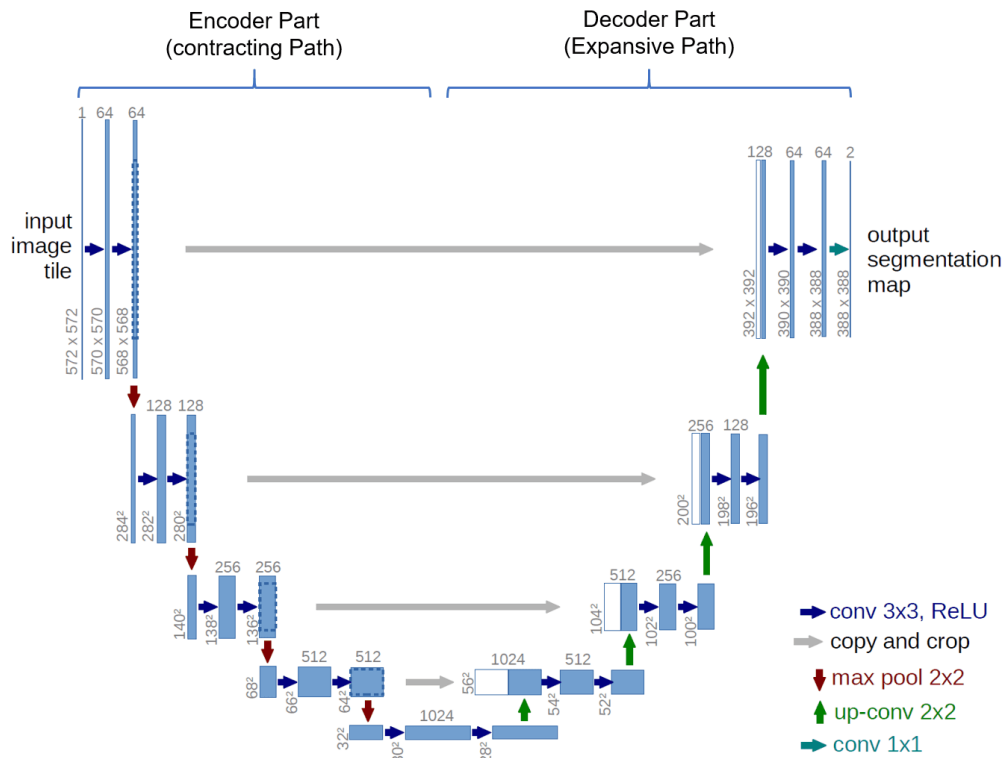 Encoder Part
(contracting Path)
Decoder Part
(Expansive Path)
1 64 64
128 64 64 2
input
image
tile
output
segmentation
map
572 x 572
570 x 570
568 x 568
392 x 392
390 x 390
388 x 388
388 x 388
128 128
256 128
284²
282²
280²
200²
198²
196²
256 256
512 256
140²
138²
136²
104²
102²
100²
512 512
1024 512
68²
66²
64²
56²
54²
52²
1024
32²
30²
28²
conv 3x3, ReLU
copy and crop
max pool 2x2
up-conv 2x2
conv 1x1